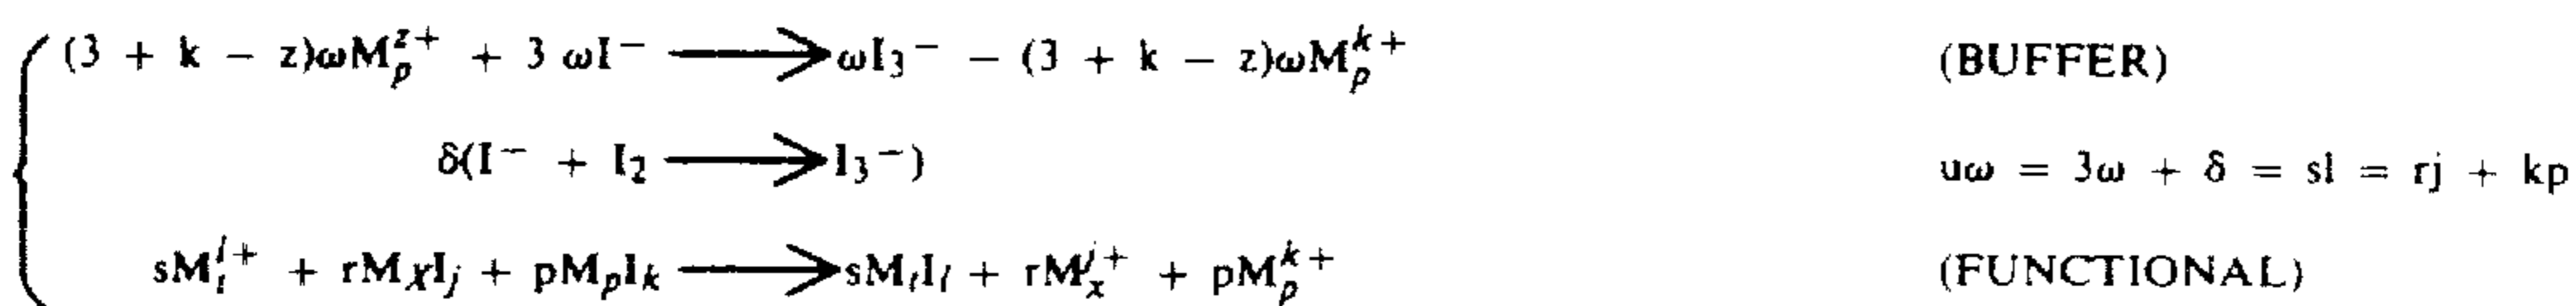 (3 + k − z)ωM_p^{z+} + 3 ωI^− ⟶ ωI_3^− − (3 + k − z)ωM_p^{k+} (BUFFER)
δ(I^− + I_2 ⟶ I_3^−) uω = 3ω + δ = sl = rj + kp
sM_t^{l+} + rM_XI_j + pM_pI_k ⟶ sM_tI_l + rM_x^{j+} + pM_p^{k+} (FUNCTIONAL)